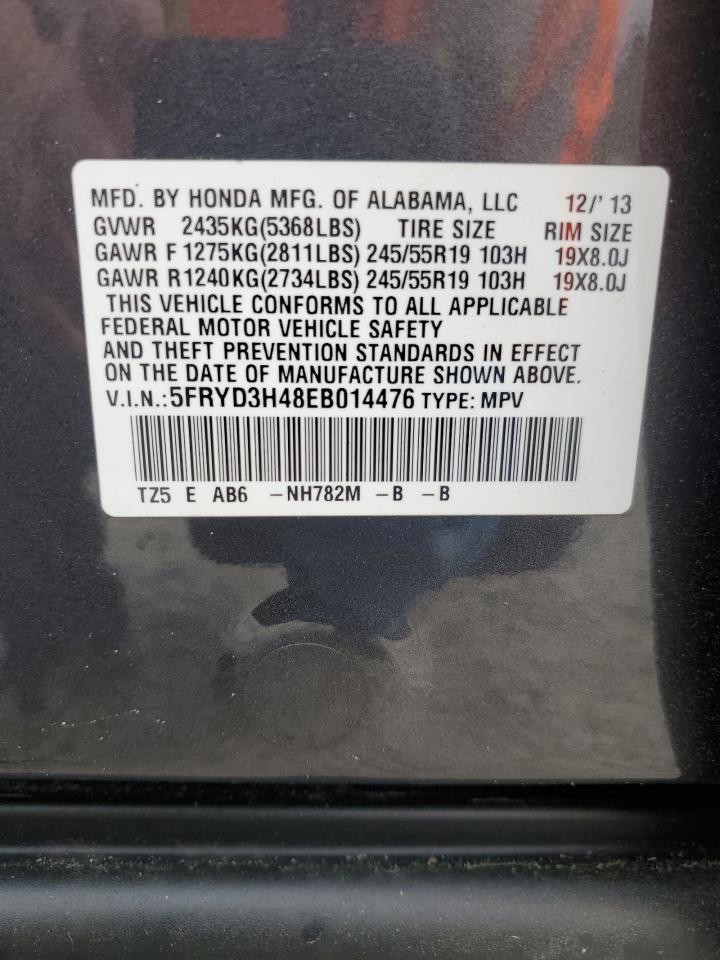 MFD. BY HONDA MFG. OF ALABAMA, LLC 12/' 13
GVWR 2435KG(5368LBS) TIRE SIZE RIM SIZE
GAWR F 1275KG(2811LBS) 245/55R19 103H 19X8.0J
GAWR R1240KG(2734LBS) 245/55R19 103H 19X8.0J
THIS VEHICLE CONFORMS TO ALL APPLICABLE
FEDERAL MOTOR VEHICLE SAFETY
AND THEFT PREVENTION STANDARDS IN EFFECT
ON THE DATE OF MANUFACTURE SHOWN ABOVE.
V.I.N.:5FRYD3H48EB014476 TYPE: MPV
TZ5 E AB6 -NH782M -B -B